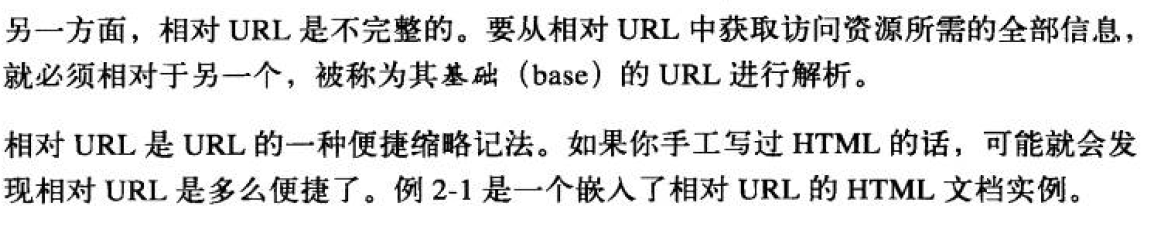 另一方面，相对 URL 是不完整的。要从相对 URL 中获取访问资源所需的全部信息，
就必须相对于另一个，被称为其基础（base）的 URL 进行解析。
相对 URL 是 URL 的一种便捷缩略记法。如果你手工写过 HTML 的话，可能就会发
现相对 URL 是多么便捷了。例 2-1 是一个嵌入了相对 URL 的 HTML 文档实例。